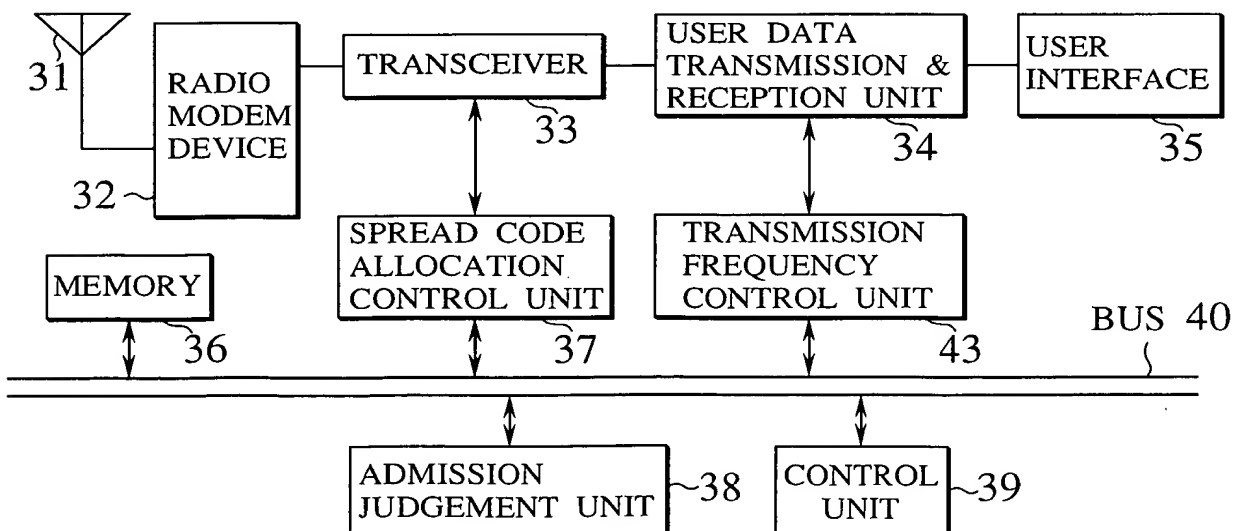 31
RADIO
MODEM
DEVICE
32
TRANSCEIVER
33
USER DATA
TRANSMISSION &
RECEPTION UNIT
34
USER
INTERFACE
35
MEMORY
36
SPREAD CODE
ALLOCATION
CONTROL UNIT
37
TRANSMISSION
FREQUENCY
CONTROL UNIT
43
BUS 40
ADMISSION
JUDGEMENT UNIT
38
CONTROL
UNIT
39